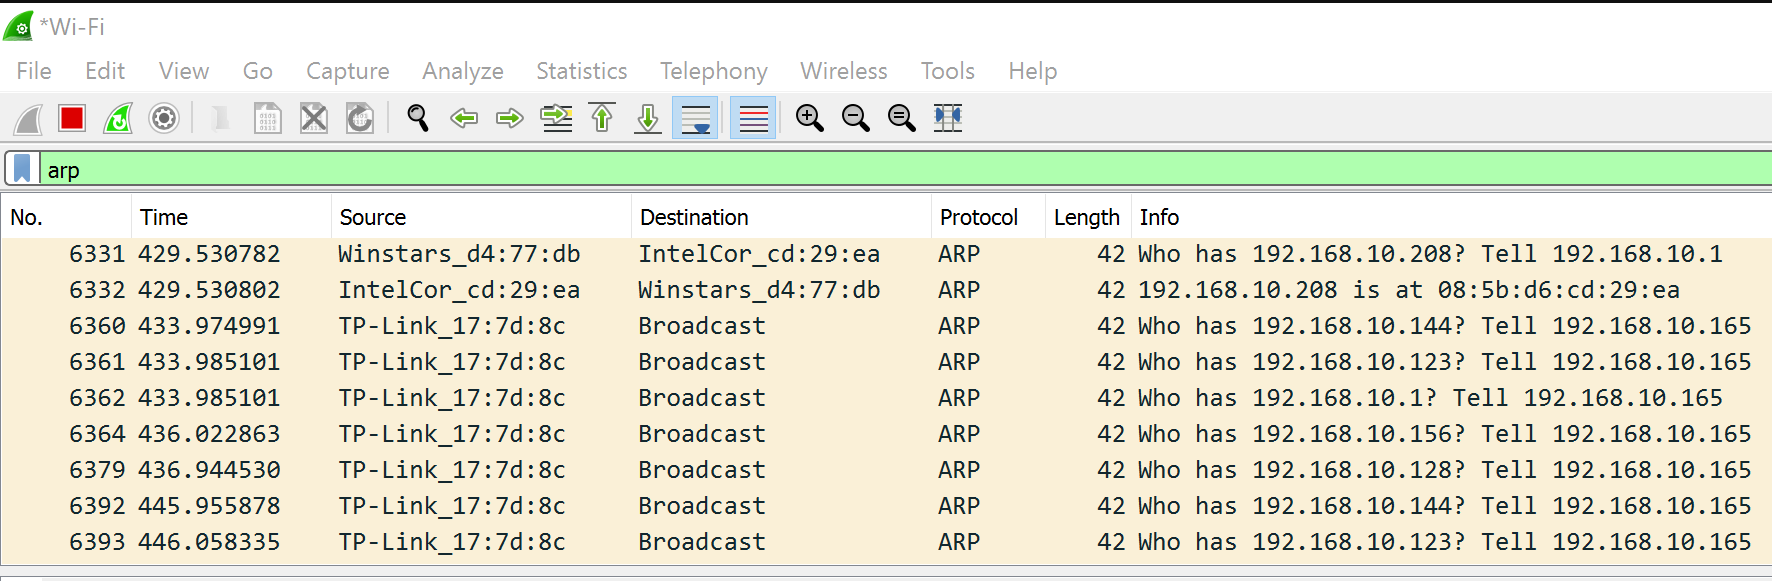 *Wi-Fi
File Edit View Go Capture Analyze Statistics Telephony Wireless Tools Help
arp
No. Time Source Destination Protocol Length Info
6331 429.530782 Winstars_d4:77:db IntelCor_cd:29:ea ARP 42 Who has 192.168.10.208? Tell 192.168.10.1
6332 429.530802 IntelCor_cd:29:ea Winstars_d4:77:db ARP 42 192.168.10.208 is at 08:5b:d6:cd:29:ea
6360 433.974991 TP-Link_17:7d:8c Broadcast ARP 42 Who has 192.168.10.144? Tell 192.168.10.165
6361 433.985101 TP-Link_17:7d:8c Broadcast ARP 42 Who has 192.168.10.123? Tell 192.168.10.165
6362 433.985101 TP-Link_17:7d:8c Broadcast ARP 42 Who has 192.168.10.1? Tell 192.168.10.165
6364 436.022863 TP-Link_17:7d:8c Broadcast ARP 42 Who has 192.168.10.156? Tell 192.168.10.165
6379 436.944530 TP-Link_17:7d:8c Broadcast ARP 42 Who has 192.168.10.128? Tell 192.168.10.165
6392 445.955878 TP-Link_17:7d:8c Broadcast ARP 42 Who has 192.168.10.144? Tell 192.168.10.165
6393 446.058335 TP-Link_17:7d:8c Broadcast ARP 42 Who has 192.168.10.123? Tell 192.168.10.165